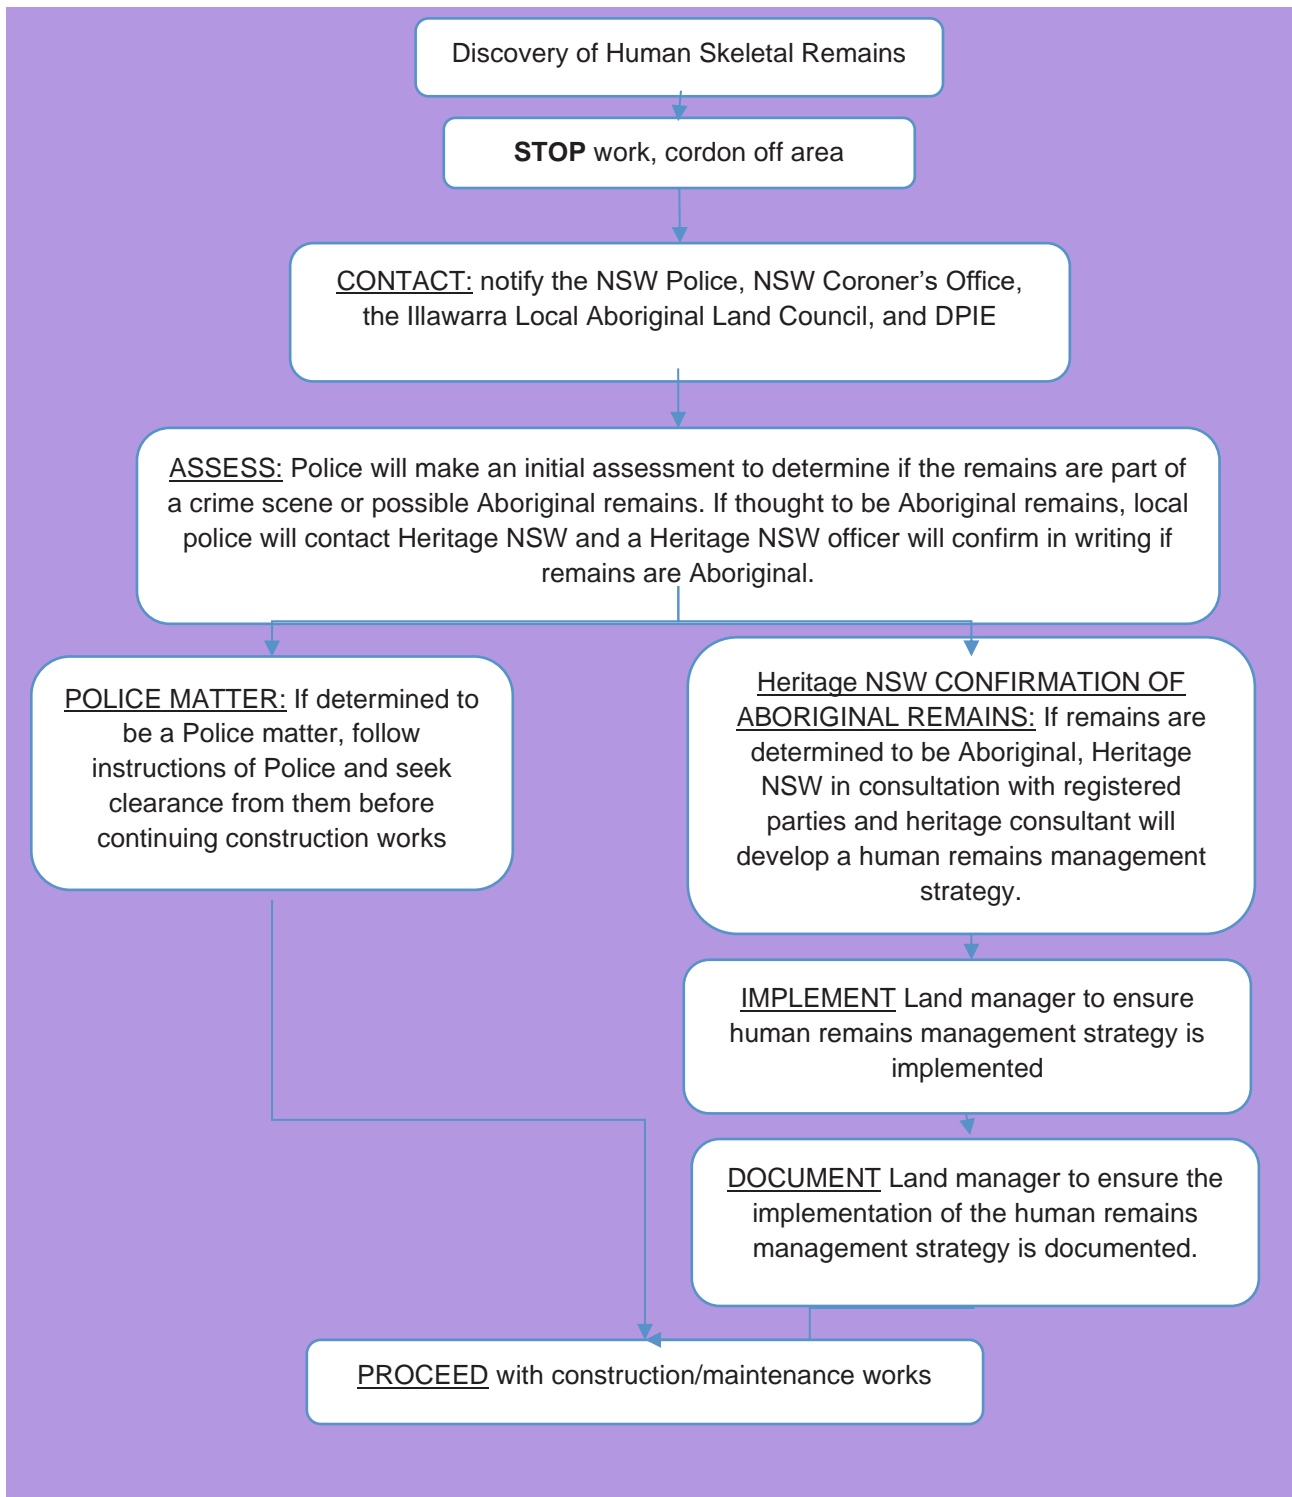 Discovery of Human Skeletal Remains
STOP work, cordon off area
CONTACT: notify the NSW Police, NSW Coroner’s Office,
the Illawarra Local Aboriginal Land Council, and DPIE
ASSESS: Police will make an initial assessment to determine if the remains are part of
a crime scene or possible Aboriginal remains. If thought to be Aboriginal remains, local
police will contact Heritage NSW and a Heritage NSW officer will confirm in writing if
remains are Aboriginal.
POLICE MATTER: If determined to
be a Police matter, follow
instructions of Police and seek
clearance from them before
continuing construction works
Heritage NSW CONFIRMATION OF
ABORIGINAL REMAINS: If remains are
determined to be Aboriginal, Heritage
NSW in consultation with registered
parties and heritage consultant will
develop a human remains management
strategy.
IMPLEMENT Land manager to ensure
human remains management strategy is
implemented
DOCUMENT Land manager to ensure the
implementation of the human remains
management strategy is documented.
PROCEED with construction/maintenance works